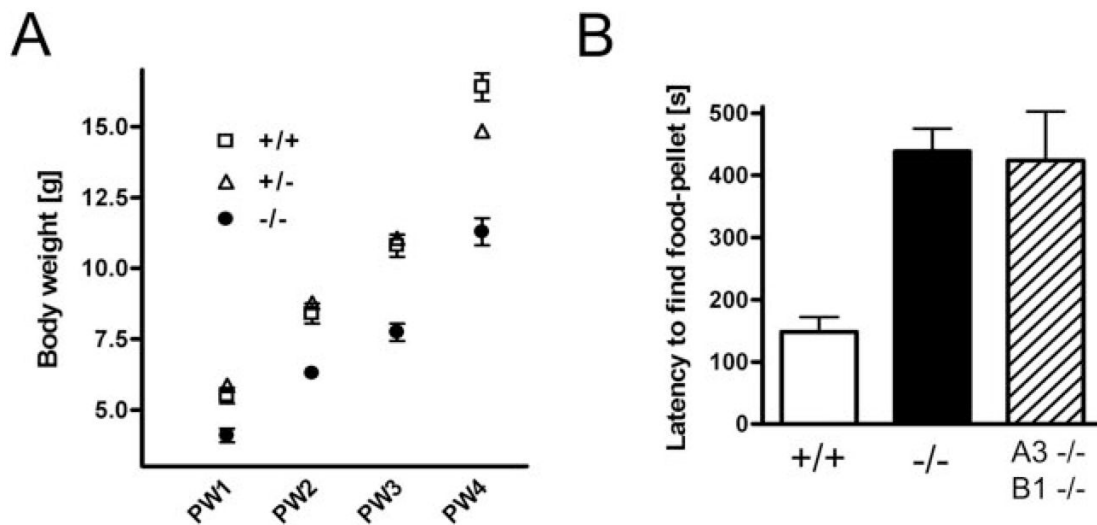 A
Body weight [g]
15.0
12.5
10.0
7.5
5.0
+/+
+/-
-/-
PW1
PW2
PW3
PW4
B
Latency to find food-pellet [s]
500
400
300
200
100
0
+/+
-/-
A3 -/-
B1 -/-